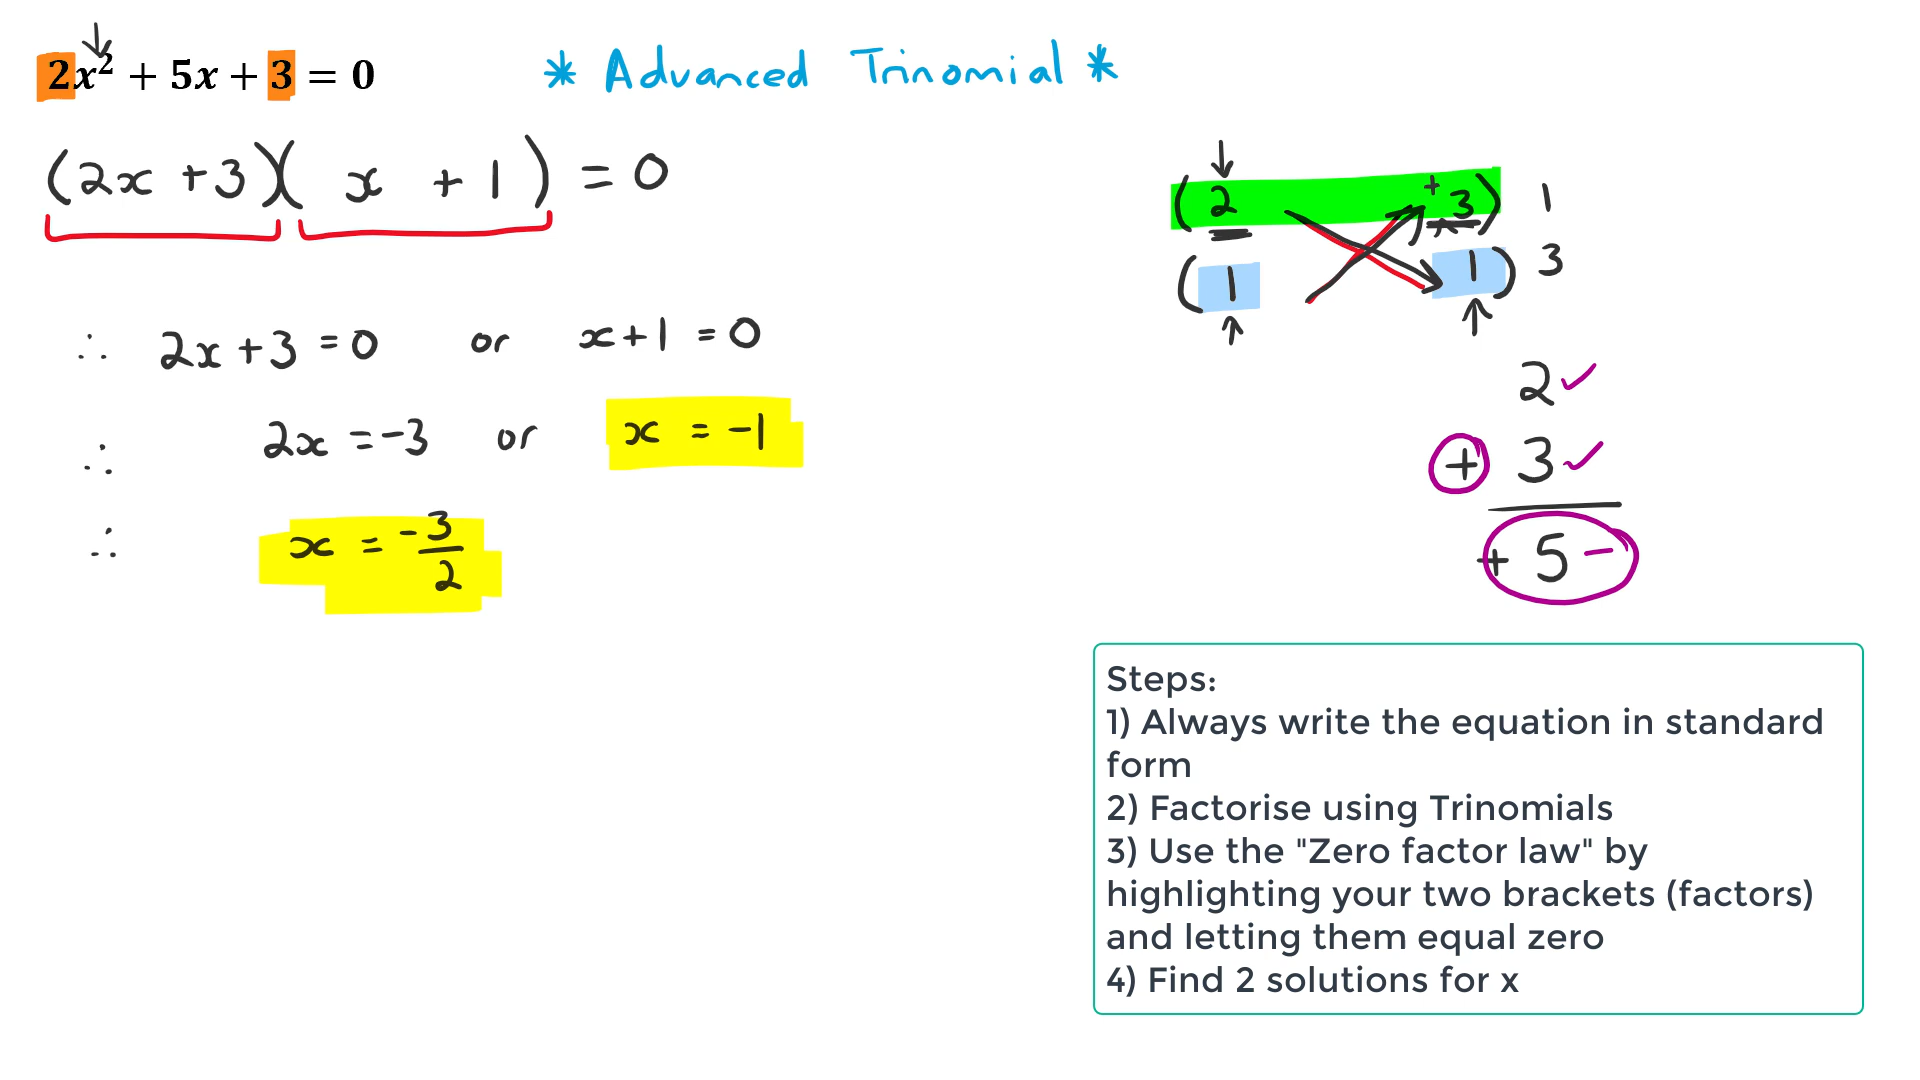 2x² + 5x + 3 = 0
* Advanced Trinomial *
(2x +3)( x +1) = 0
(2 +3) 1
(1 1) 3
∴ 2x+3 = 0 or x+1 = 0
∴ 2x = -3 or x = -1
∴ x = -3/2
2 ✓
+ 3 ✓
+ 5 -
Steps:
1) Always write the equation in standard
form
2) Factorise using Trinomials
3) Use the "Zero factor law" by
highlighting your two brackets (factors)
and letting them equal zero
4) Find 2 solutions for x